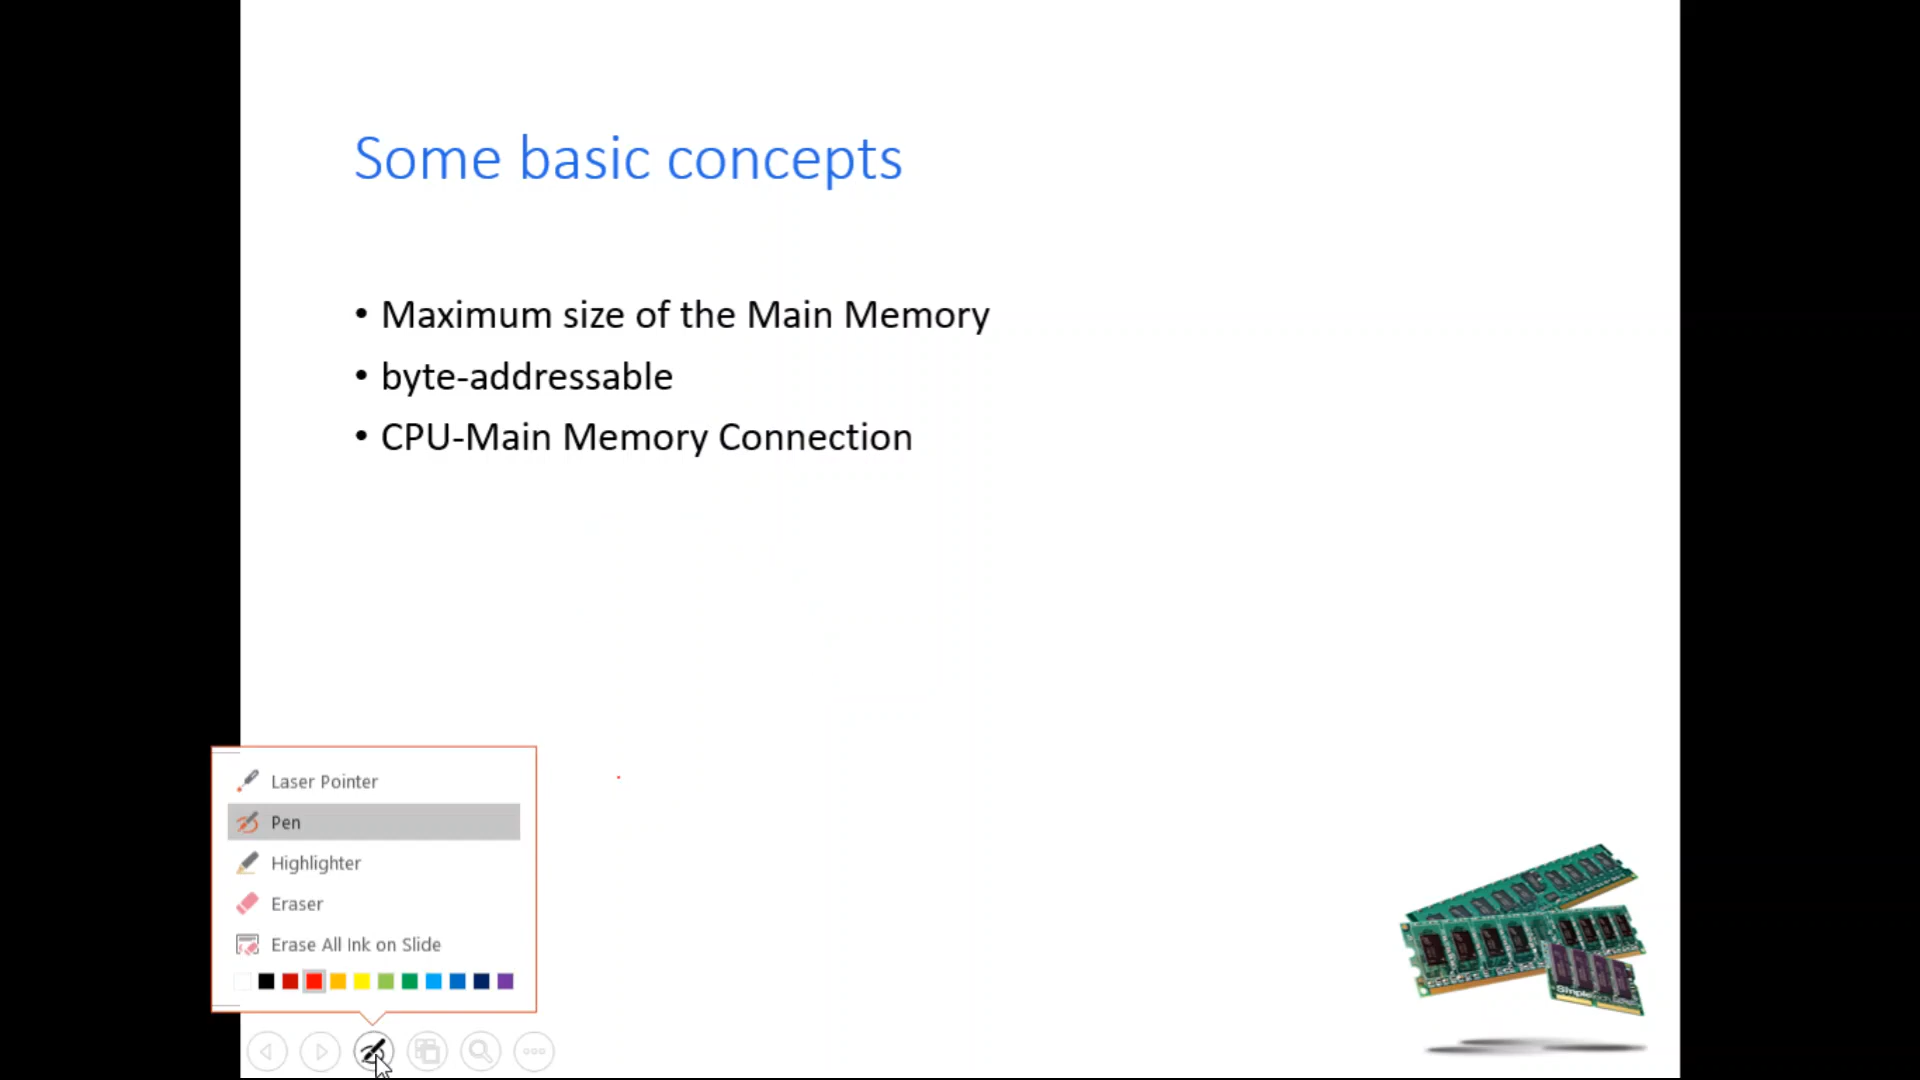 Some basic concepts
• Maximum size of the Main Memory
• byte-addressable
• CPU-Main Memory Connection
Laser Pointer
Pen
Highlighter
Eraser
Erase All Ink on Slide